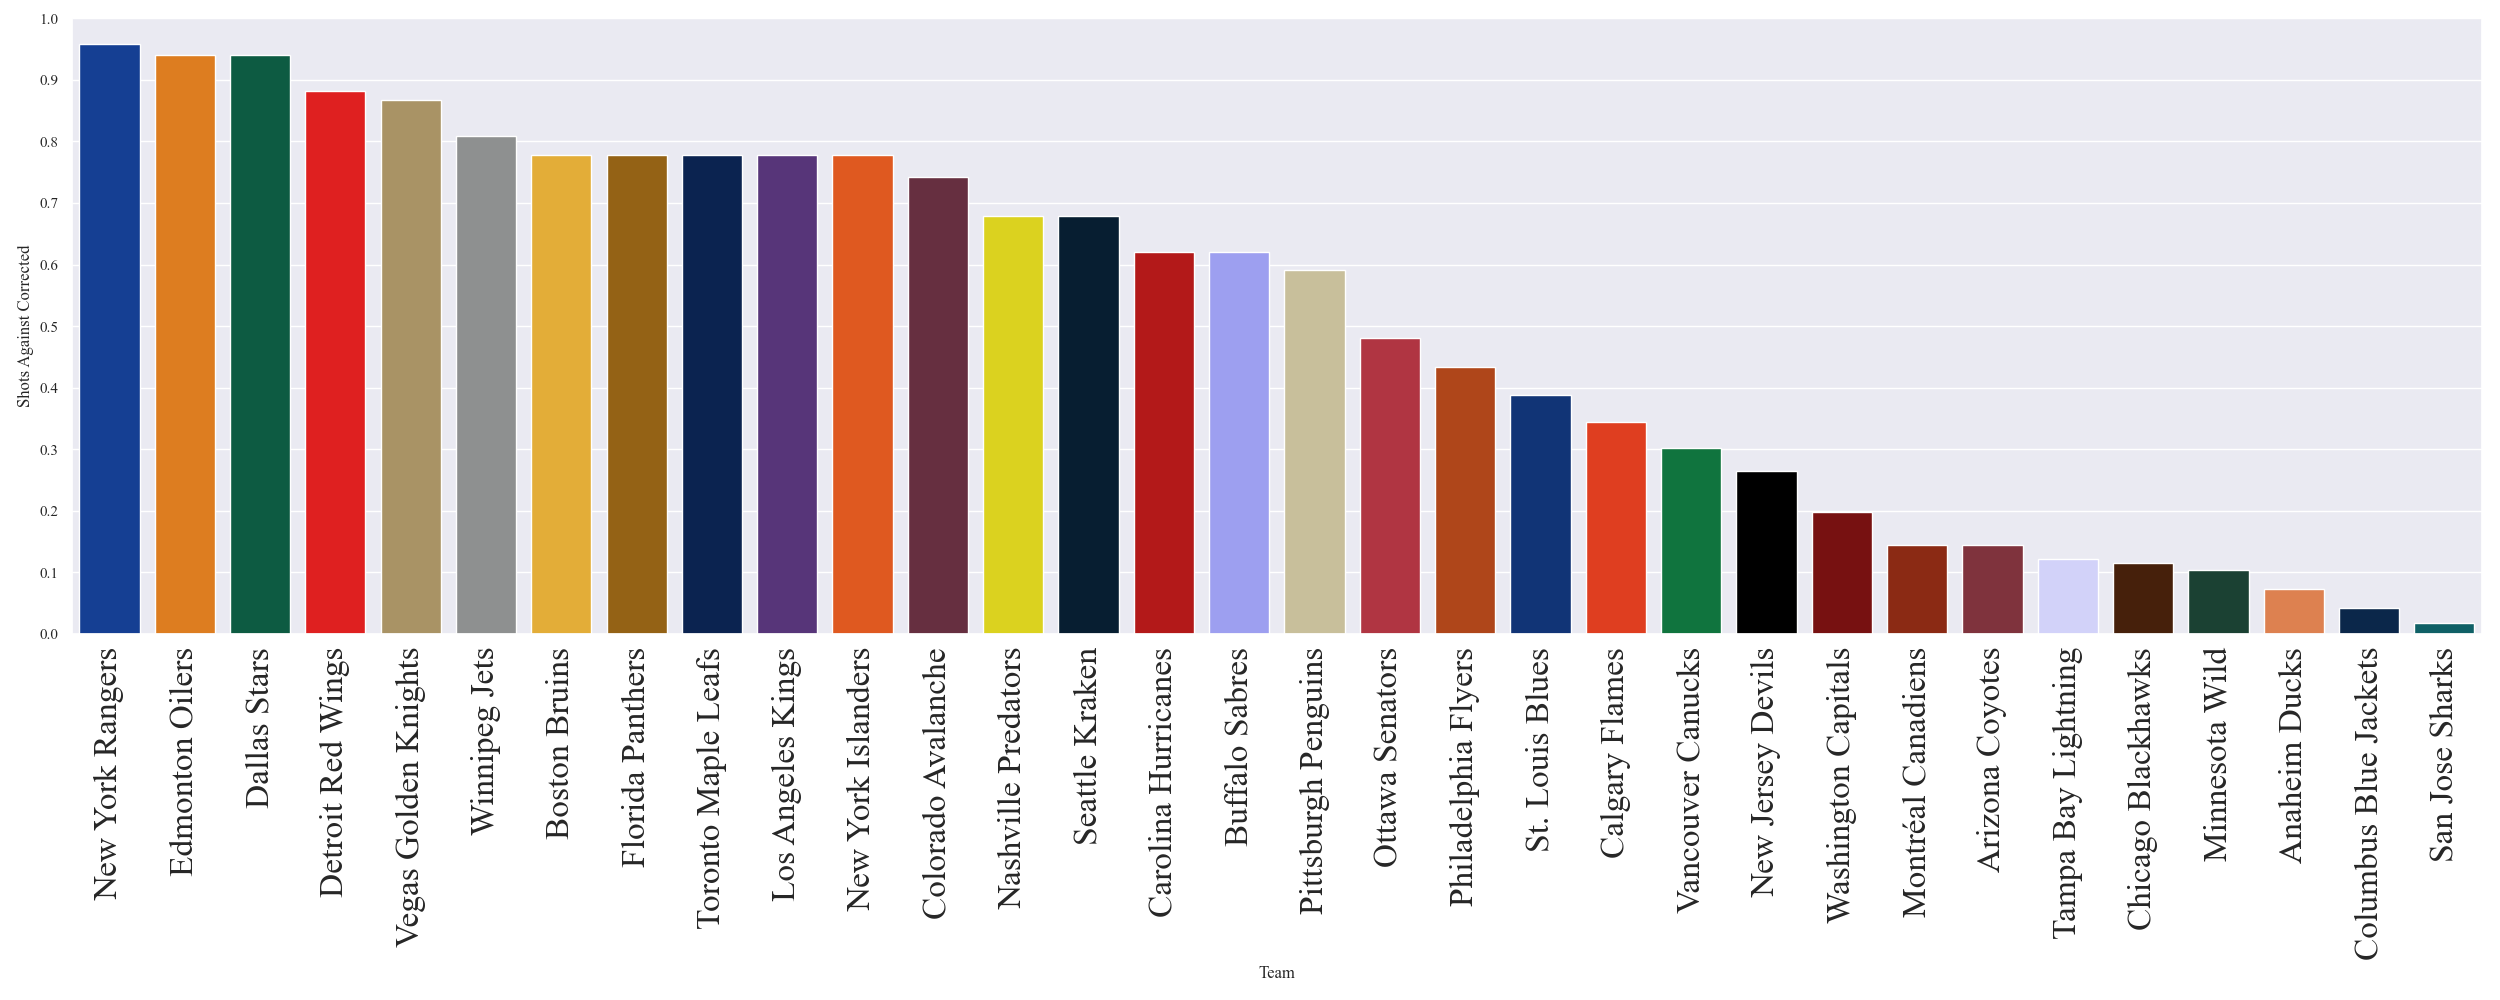 1.0
0.9
0.8
0.7
0.6
0.5
0.4
0.3
0.2
0.1
0.0
Shots Against Corrected
New York Rangers
Edmonton Oilers
Dallas Stars
Detroit Red Wings
Vegas Golden Knights
Winnipeg Jets
Boston Bruins
Florida Panthers
Toronto Maple Leafs
Los Angeles Kings
New York Islanders
Colorado Avalanche
Nashville Predators
Seattle Kraken
Carolina Hurricanes
Buffalo Sabres
Pittsburgh Penguins
Ottawa Senators
Philadelphia Flyers
St. Louis Blues
Calgary Flames
Vancouver Canucks
New Jersey Devils
Washington Capitals
Montréal Canadiens
Arizona Coyotes
Tampa Bay Lightning
Chicago Blackhawks
Minnesota Wild
Anaheim Ducks
Columbus Blue Jackets
San Jose Sharks
Team